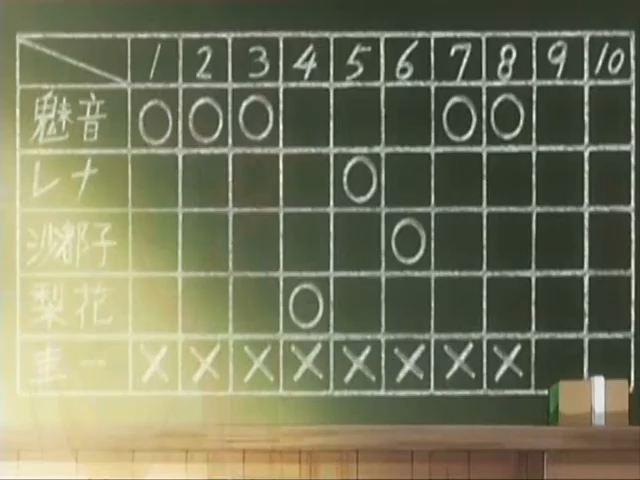 1 2 3 4 5 6 7 8 9 10
魅音 ○ ○ ○ ○ ○
レナ ○
沙都子 ○
梨花 ○
圭一 × × × × × × × ×